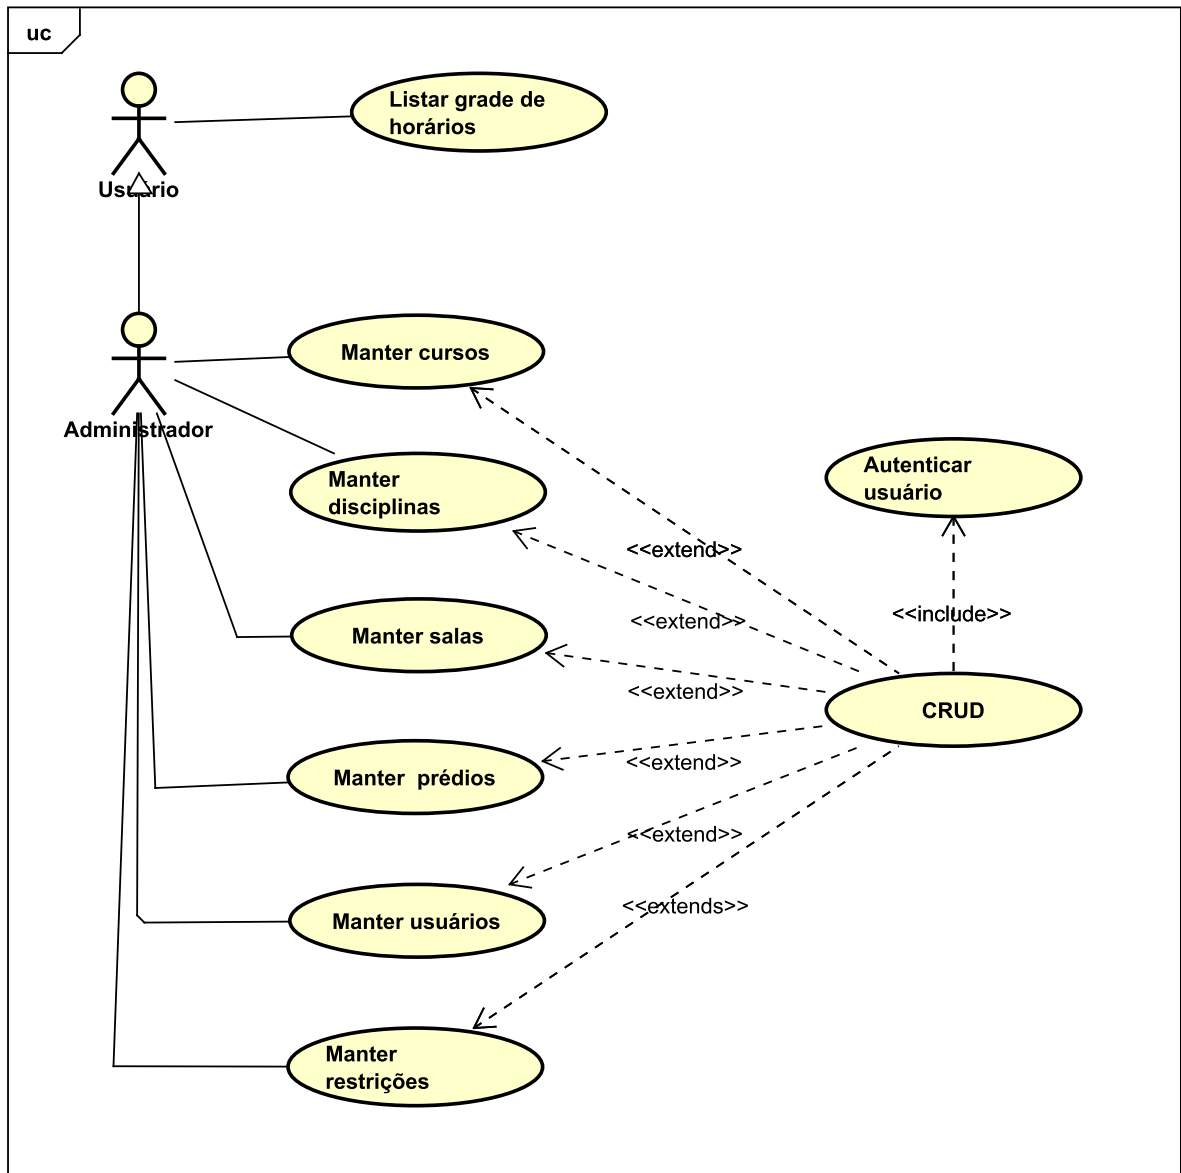 uc
Listar grade de
horários
Usuário
Manter cursos
Administrador
Manter
disciplinas
Autenticar
usuário
<<extend>>
<<include>>
<<extend>>
Manter salas
<<extend>>
CRUD
<<extend>>
Manter  prédios
<<extend>>
<<extends>>
Manter usuários
Manter
restrições